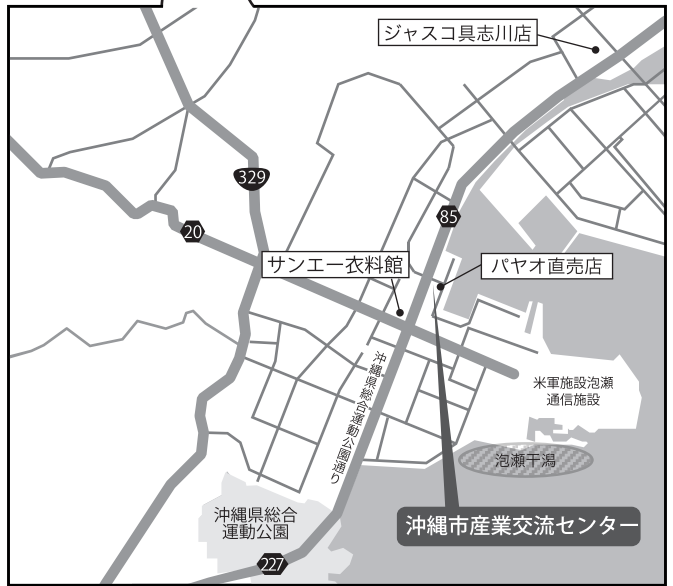 ジャスコ具志川店
329
85
20
サンエー衣料館
パヤオ直売店
沖縄県総合運動公園通り
米軍施設泡瀬
通信施設
泡瀬干潟
沖縄県総合
運動公園
沖縄市産業交流センター
227